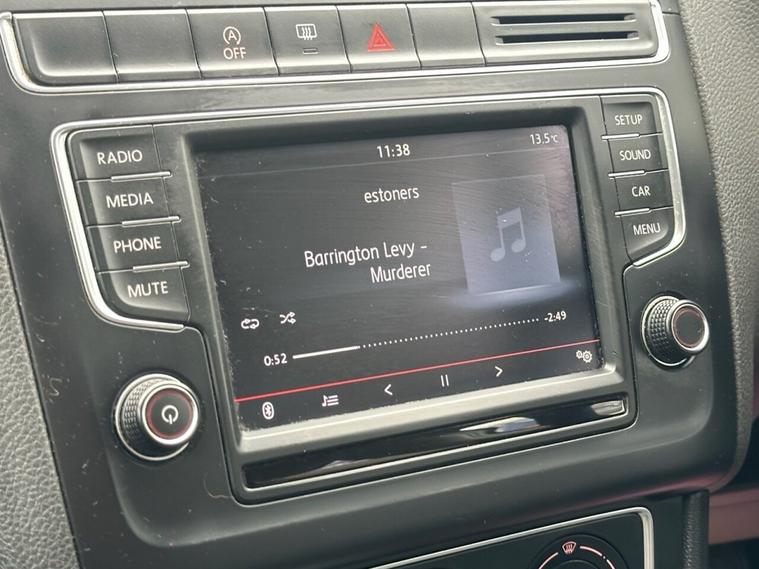 A
OFF
RADIO
MEDIA
PHONE
MUTE
11:38
13.5°C
estoners
Barrington Levy –
Murderer
0:52
-2:49
SETUP
SOUND
CAR
MENU